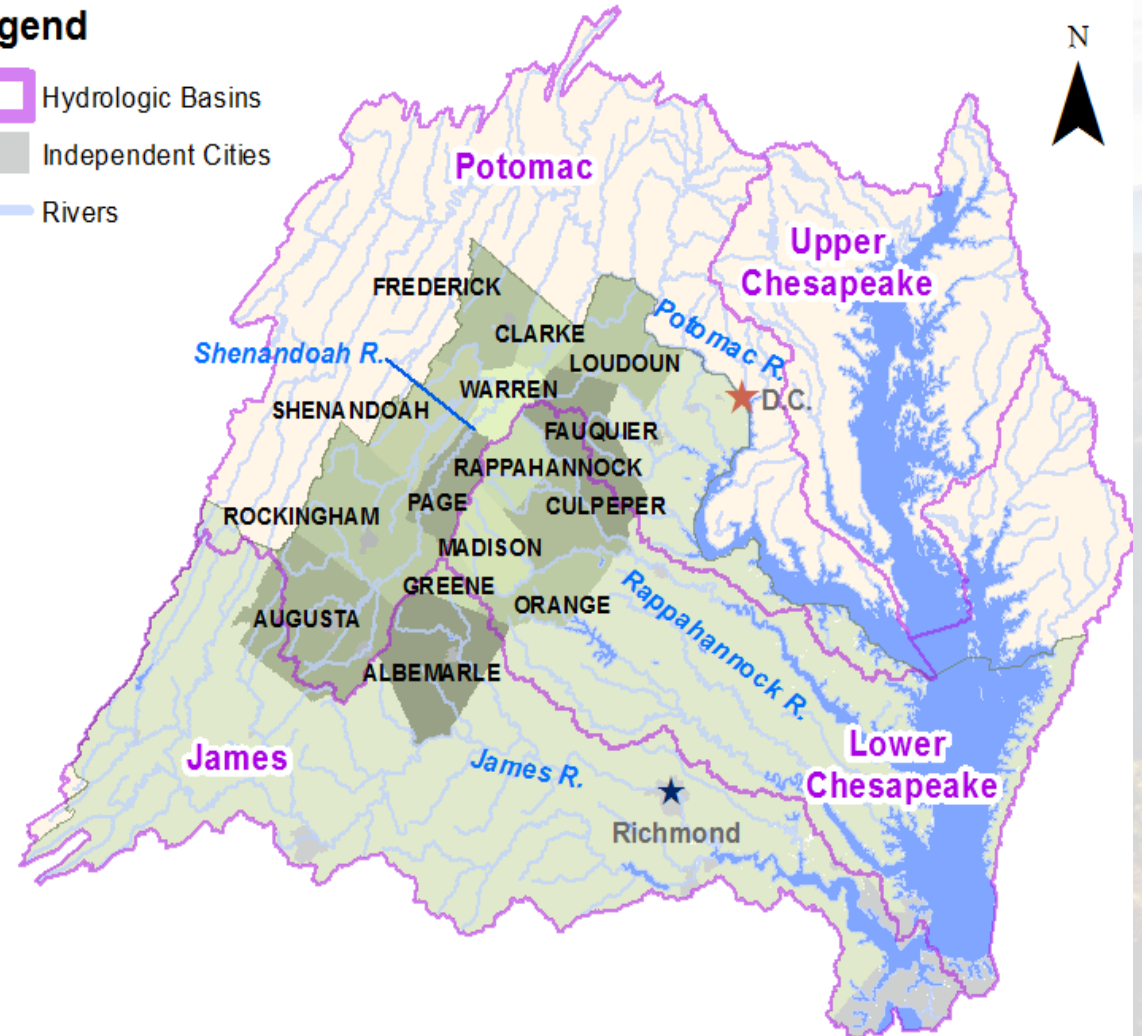 gend
Hydrologic Basins
Independent Cities
Rivers
N
Potomac
Upper
Chesapeake
FREDERICK
CLARKE
Potomac R.
Shenandoah R.
LOUDOUN
WARREN
D.C.
SHENANDOAH
FAUQUIER
RAPPAHANNOCK
PAGE
CULPEPER
ROCKINGHAM
MADISON
GREENE
ORANGE
Rappahannock R.
AUGUSTA
ALBEMARLE
James
James R.
Lower
Chesapeake
Richmond